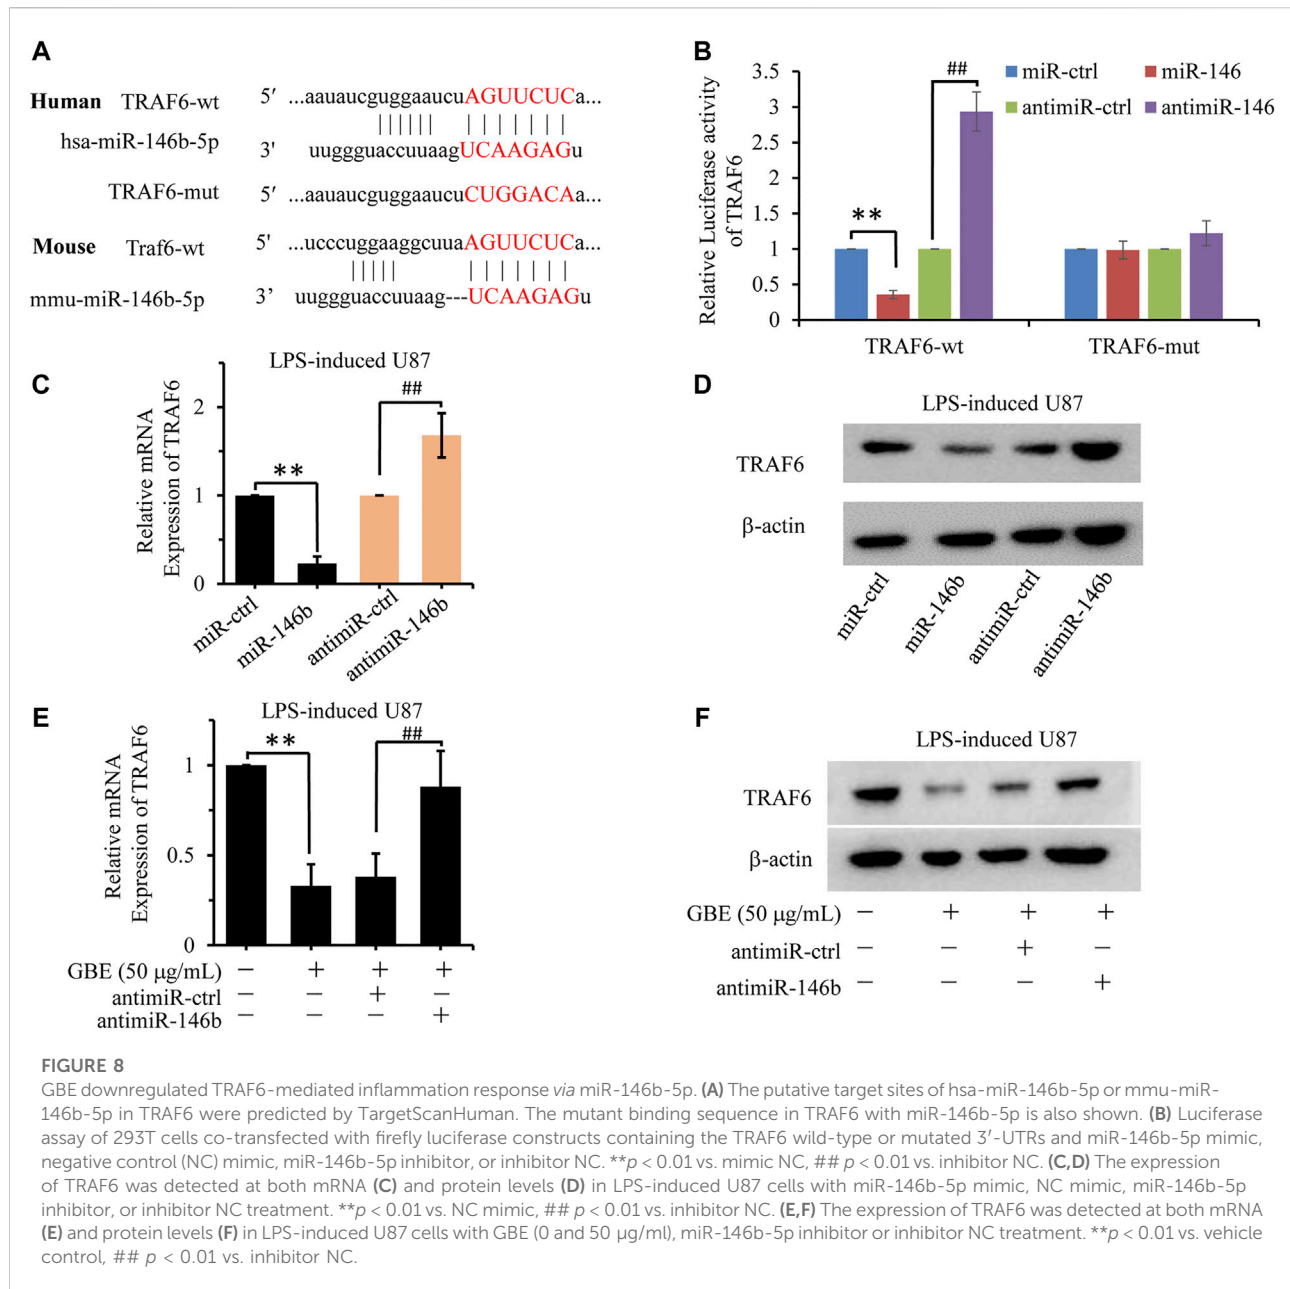 A
Human TRAF6-wt 5′ ...aauaucguggaaucuAGUUCUCa...
hsa-miR-146b-5p 3' uuggguaccuuaagUCAAGAGu
TRAF6-mut 5′ ...aauaucguggaaucuCUGGACAa...
Mouse Traf6-wt 5' ...ucccuggaaggcuuaAGUUCUCa...
mmu-miR-146b-5p 3’ uuggguaccuuaag---UCAAGAGu
B
miR-ctrl miR-146
antimiR-ctrl antimiR-146
Relative Luciferase activity
of TRAF6
3.5
3
2.5
2
1.5
1
0.5
0
**
##
TRAF6-wt TRAF6-mut
C
LPS-induced U87
Relative mRNA
Expression of TRAF6
2
1
0
**
##
miR-ctrl
miR-146b
antimiR-ctrl
antimiR-146b
D
LPS-induced U87
TRAF6
β-actin
miR-ctrl
miR-146b
antimiR-ctrl
antimiR-146b
E
LPS-induced U87
Relative mRNA
Expression of TRAF6
1
0.5
0
**
##
GBE (50 μg/mL) − + + +
antimiR-ctrl − − + −
antimiR-146b − − − +
F
LPS-induced U87
TRAF6
β-actin
GBE (50 μg/mL) − + + +
antimiR-ctrl − − + −
antimiR-146b − − − +
FIGURE 8
GBE downregulated TRAF6-mediated inflammation response via miR-146b-5p. (A) The putative target sites of hsa-miR-146b-5p or mmu-miR-
146b-5p in TRAF6 were predicted by TargetScanHuman. The mutant binding sequence in TRAF6 with miR-146b-5p is also shown. (B) Luciferase
assay of 293T cells co-transfected with firefly luciferase constructs containing the TRAF6 wild-type or mutated 3′-UTRs and miR-146b-5p mimic,
negative control (NC) mimic, miR-146b-5p inhibitor, or inhibitor NC. **p < 0.01 vs. mimic NC, ## p < 0.01 vs. inhibitor NC. (C,D) The expression
of TRAF6 was detected at both mRNA (C) and protein levels (D) in LPS-induced U87 cells with miR-146b-5p mimic, NC mimic, miR-146b-5p
inhibitor, or inhibitor NC treatment. **p < 0.01 vs. NC mimic, ## p < 0.01 vs. inhibitor NC. (E,F) The expression of TRAF6 was detected at both mRNA
(E) and protein levels (F) in LPS-induced U87 cells with GBE (0 and 50 μg/ml), miR-146b-5p inhibitor or inhibitor NC treatment. **p < 0.01 vs. vehicle
control, ## p < 0.01 vs. inhibitor NC.